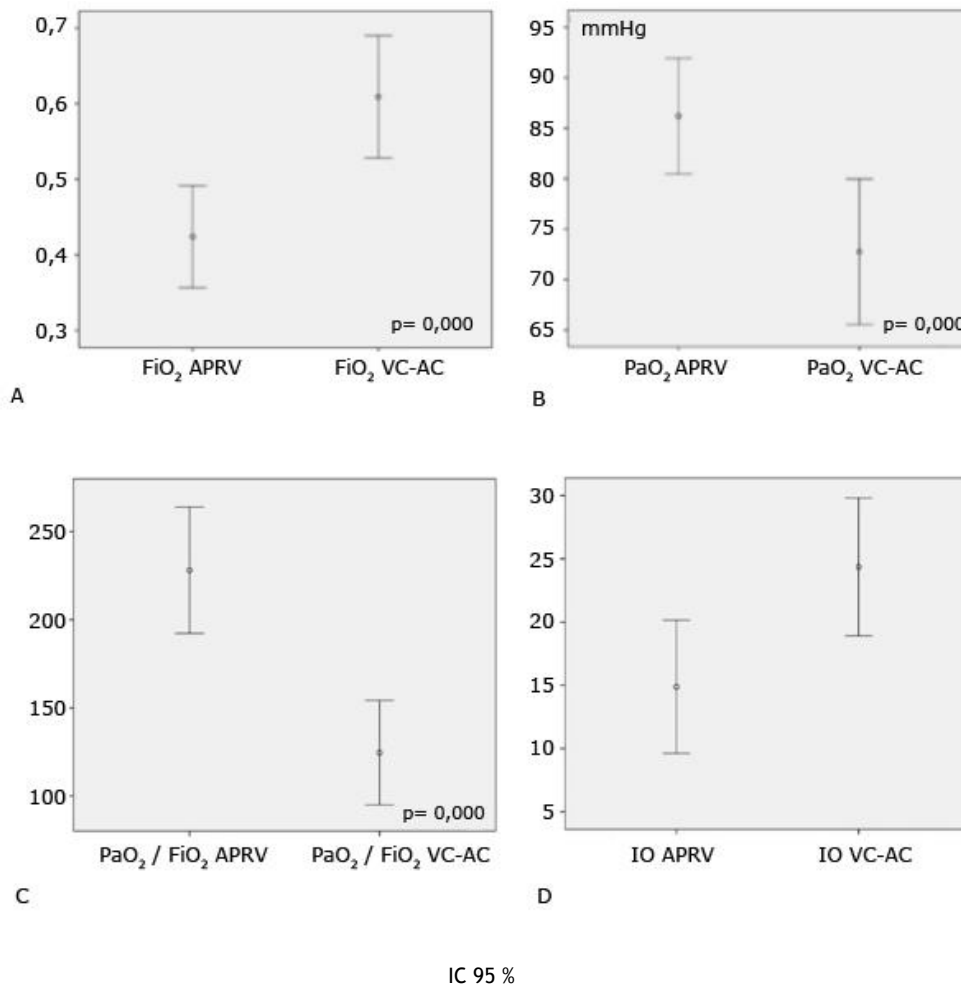 0,7
0,6
0,5
0,4
0,3
p= 0,000
FiO₂ APRV FiO₂ VC-AC
A
mmHg
95
90
85
80
75
70
65
p= 0,000
PaO₂ APRV PaO₂ VC-AC
B
250
200
150
100
p= 0,000
PaO₂ / FiO₂ APRV PaO₂ / FiO₂ VC-AC
C
30
25
20
15
10
5
IO APRV IO VC-AC
D
IC 95 %